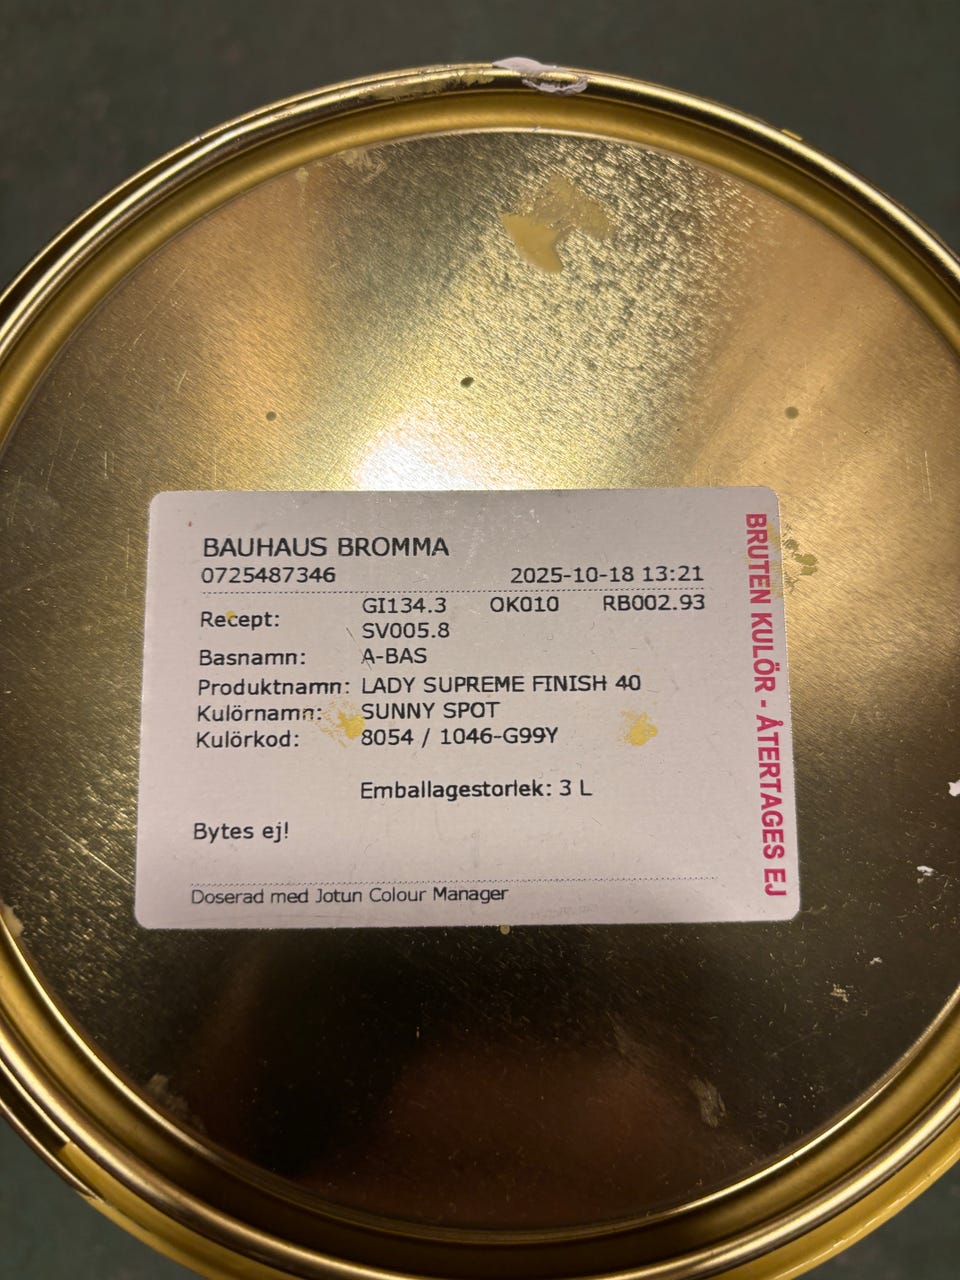 BAUHAUS BROMMA
0725487346 2025-10-18 13:21
Recept: GI134.3 OK010 RB002.93
SV005.8
Basnamn: A-BAS
Produktnamn: LADY SUPREME FINISH 40
Kulörnamn: SUNNY SPOT
Kulörkod: 8054 / 1046-G99Y
Emballagestorlek: 3 L
Bytes ej!
Doserad med Jotun Colour Manager
BRUTEN KULÖR - ÅTERTAGES EJ